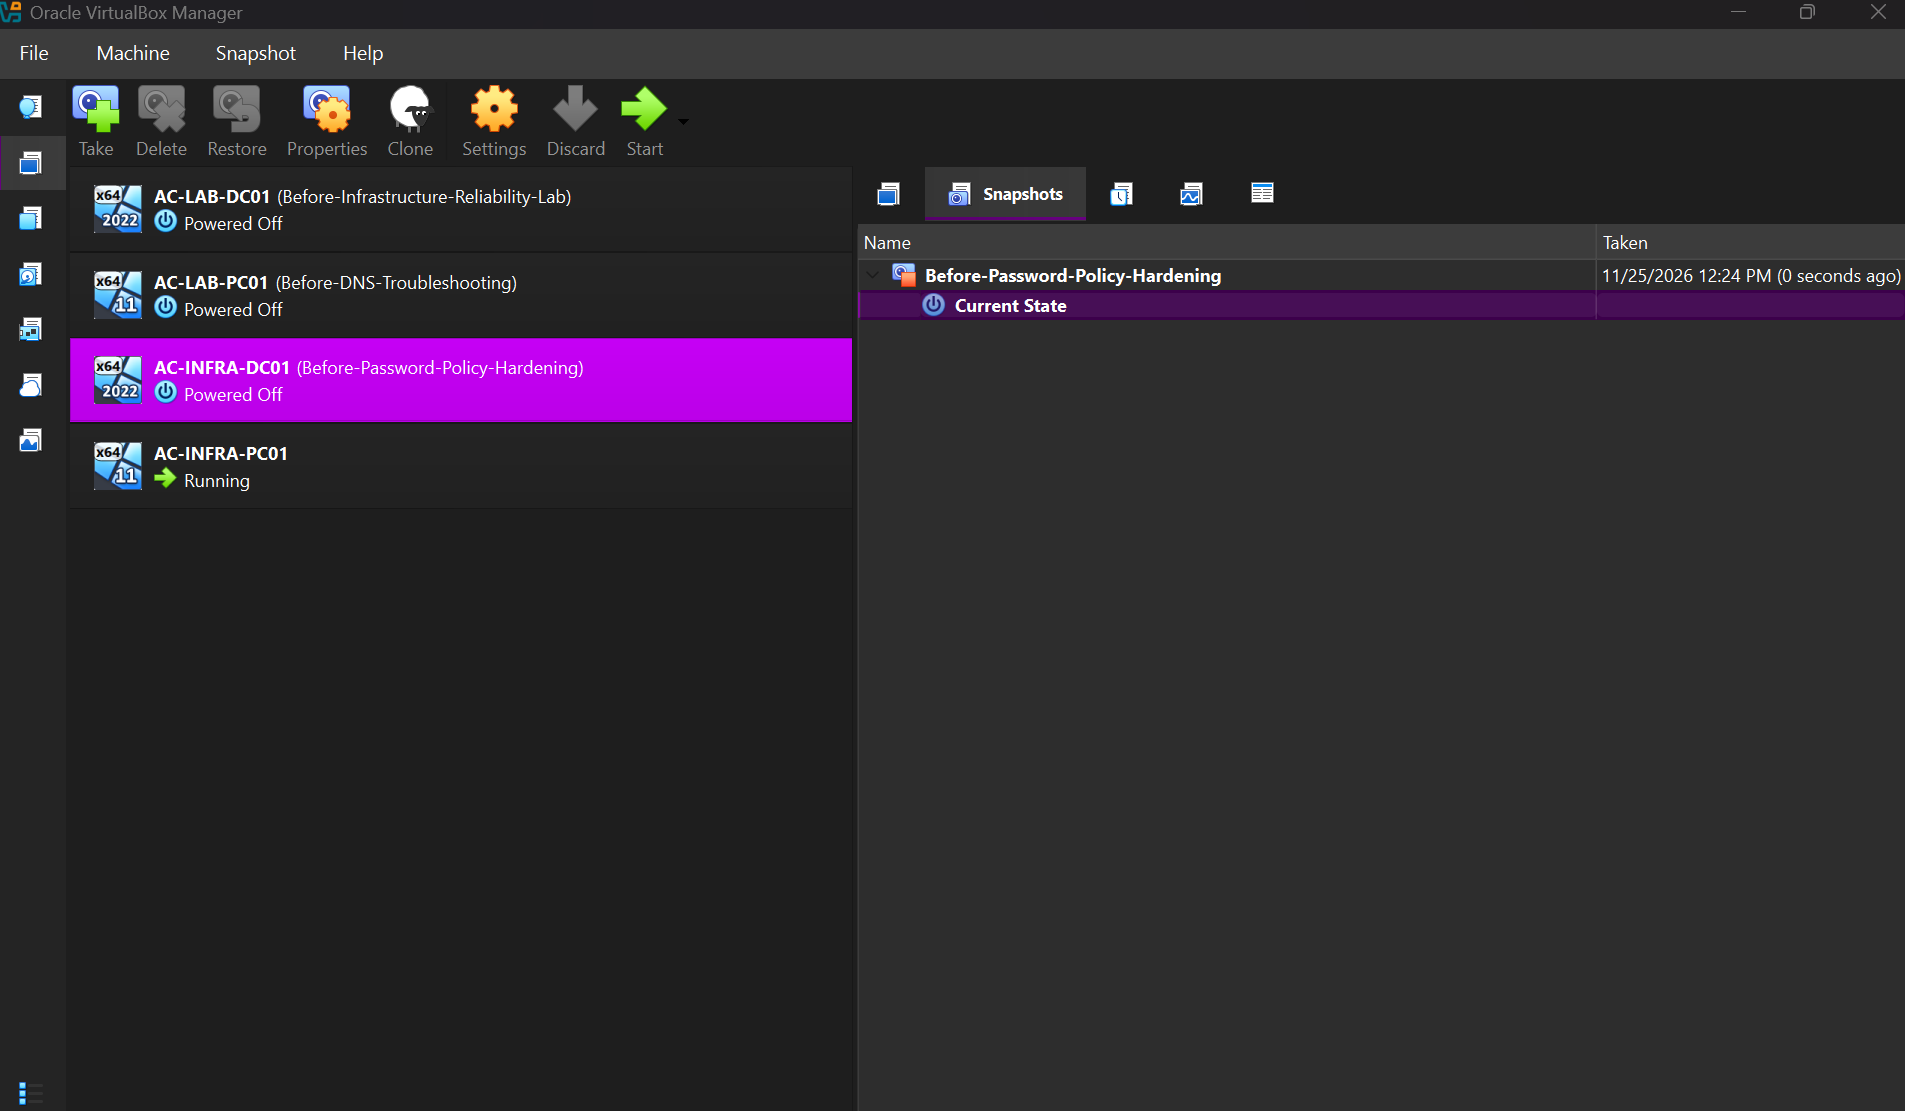 Oracle VirtualBox Manager
File Machine Snapshot Help
Take Delete Restore Properties Clone Settings Discard Start
x64 2022 AC-LAB-DC01 (Before-Infrastructure-Reliability-Lab)
Powered Off
x64 11 AC-LAB-PC01 (Before-DNS-Troubleshooting)
Powered Off
x64 2022 AC-INFRA-DC01 (Before-Password-Policy-Hardening)
Powered Off
x64 11 AC-INFRA-PC01
Running
Snapshots
Name Taken
Before-Password-Policy-Hardening 11/25/2026 12:24 PM (0 seconds ago)
Current State